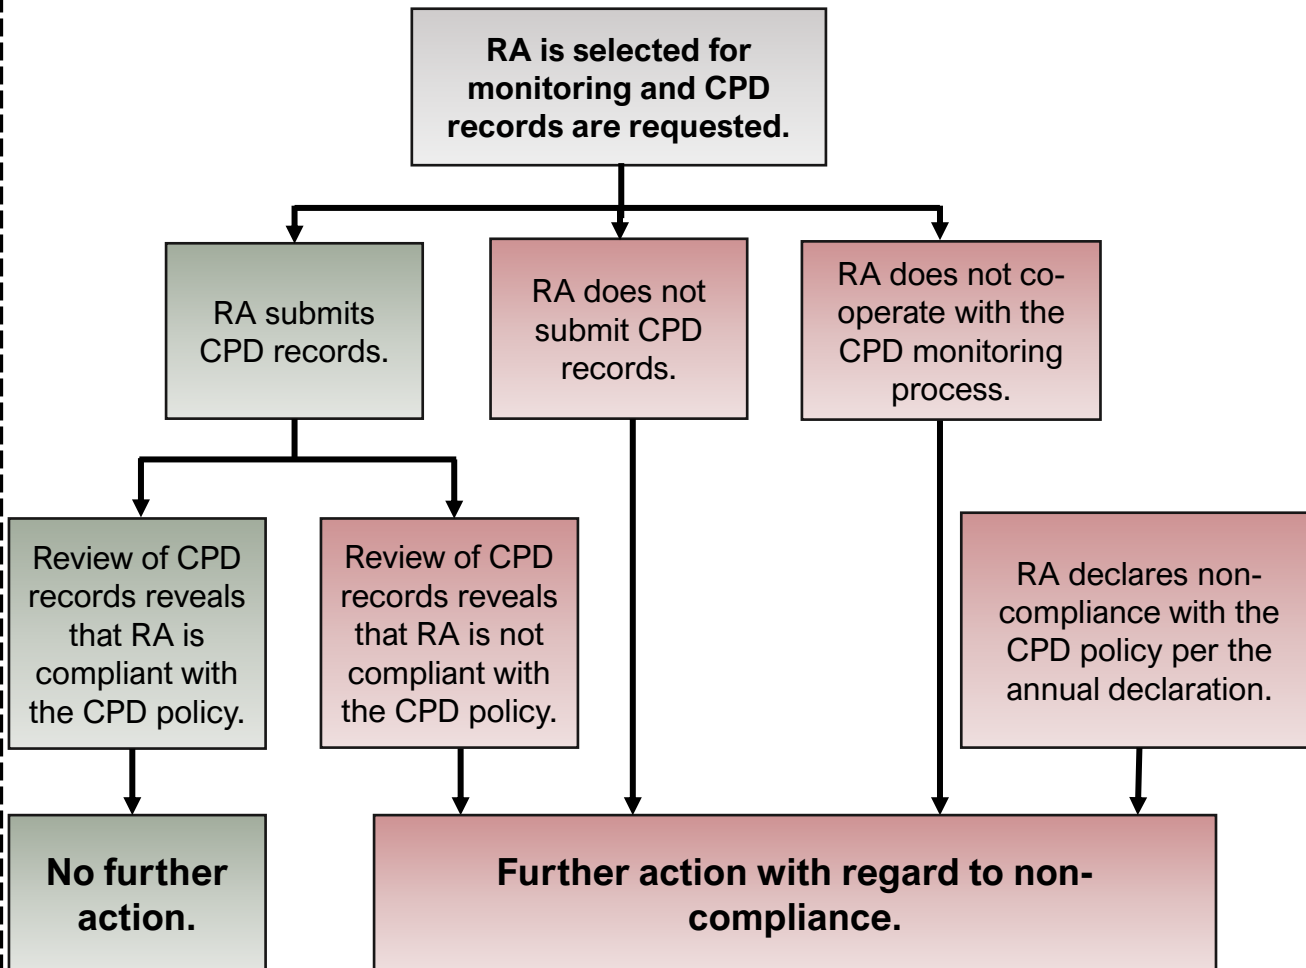 RA is selected for
monitoring and CPD
records are requested.
RA submits
CPD records.
RA does not
submit CPD
records.
RA does not co-
operate with the
CPD monitoring
process.
Review of CPD
records reveals
that RA is
compliant with
the CPD policy.
Review of CPD
records reveals
that RA is not
compliant with
the CPD policy.
RA declares non-
compliance with the
CPD policy per the
annual declaration.
No further
action.
Further action with regard to non-
compliance.